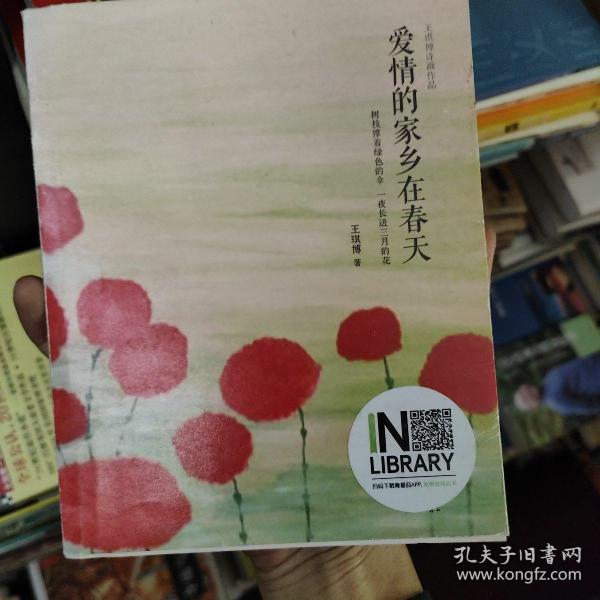 王琪博诗画作品
爱情的家乡在春天
树枝撑着绿色的伞 一夜长进三月的花
王琪博 著
IN
LIBRARY
孔夫子旧书网
www.kongfz.com